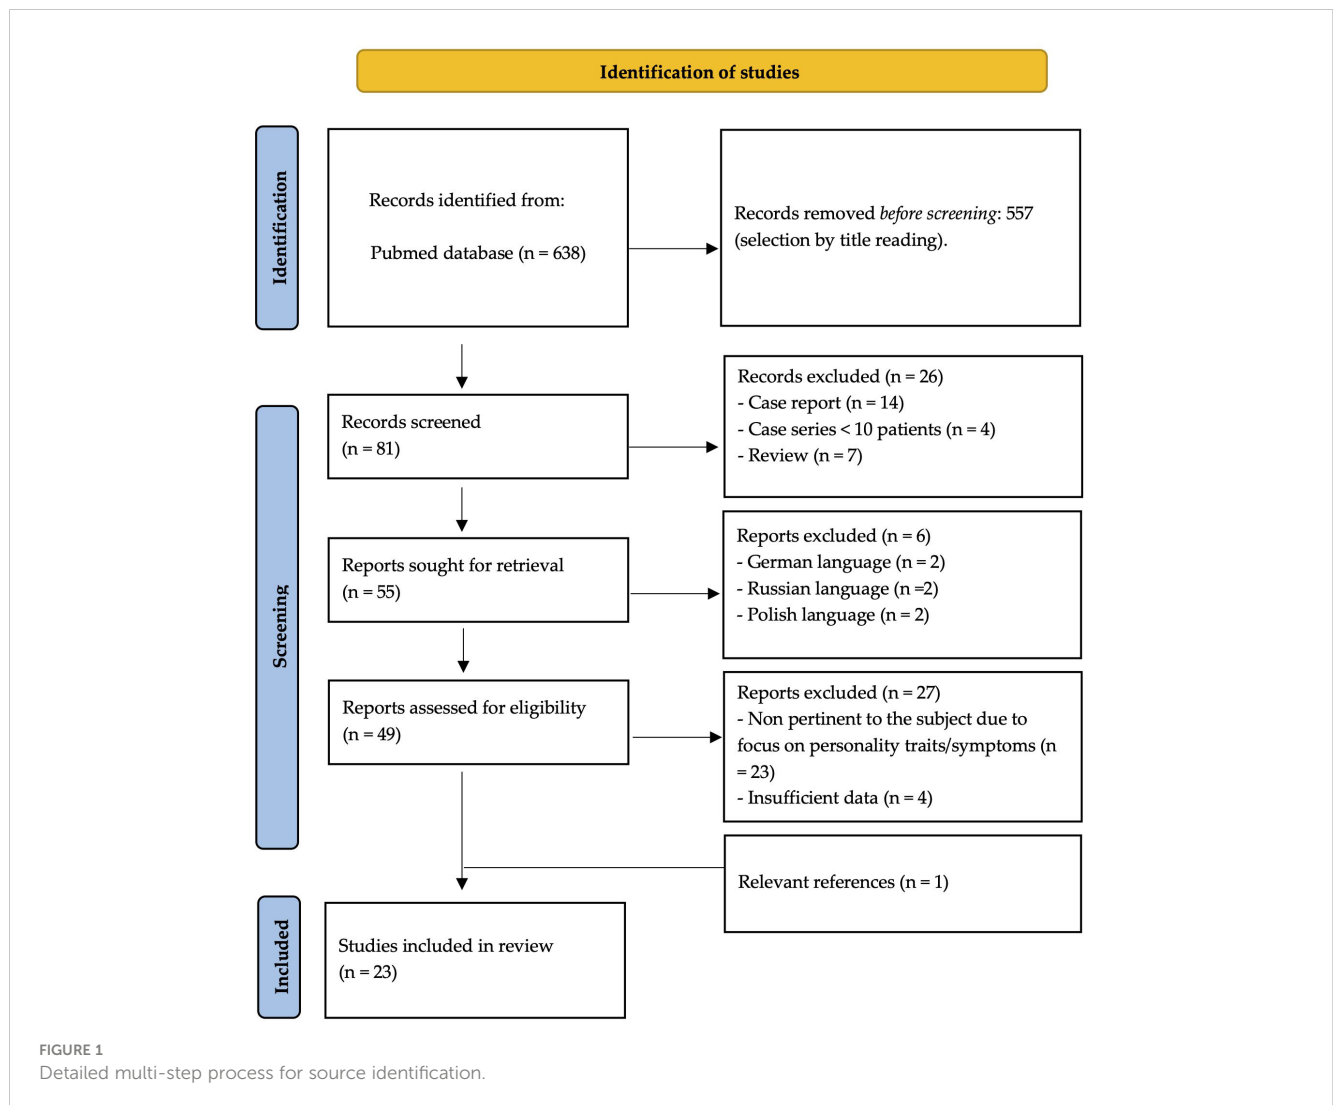 Identification of studies
Identification
Records identified from:
Pubmed database (n = 638)
Records removed before screening: 557
(selection by title reading).
Screening
Records screened
(n = 81)
Records excluded (n = 26)
- Case report (n = 14)
- Case series < 10 patients (n = 4)
- Review (n = 7)
Reports sought for retrieval
(n = 55)
Reports excluded (n = 6)
- German language (n = 2)
- Russian language (n =2)
- Polish language (n = 2)
Reports assessed for eligibility
(n = 49)
Reports excluded (n = 27)
- Non pertinent to the subject due to
focus on personality traits/symptoms (n
= 23)
- Insufficient data (n = 4)
Relevant references (n = 1)
Included
Studies included in review
(n = 23)
FIGURE 1
Detailed multi-step process for source identification.